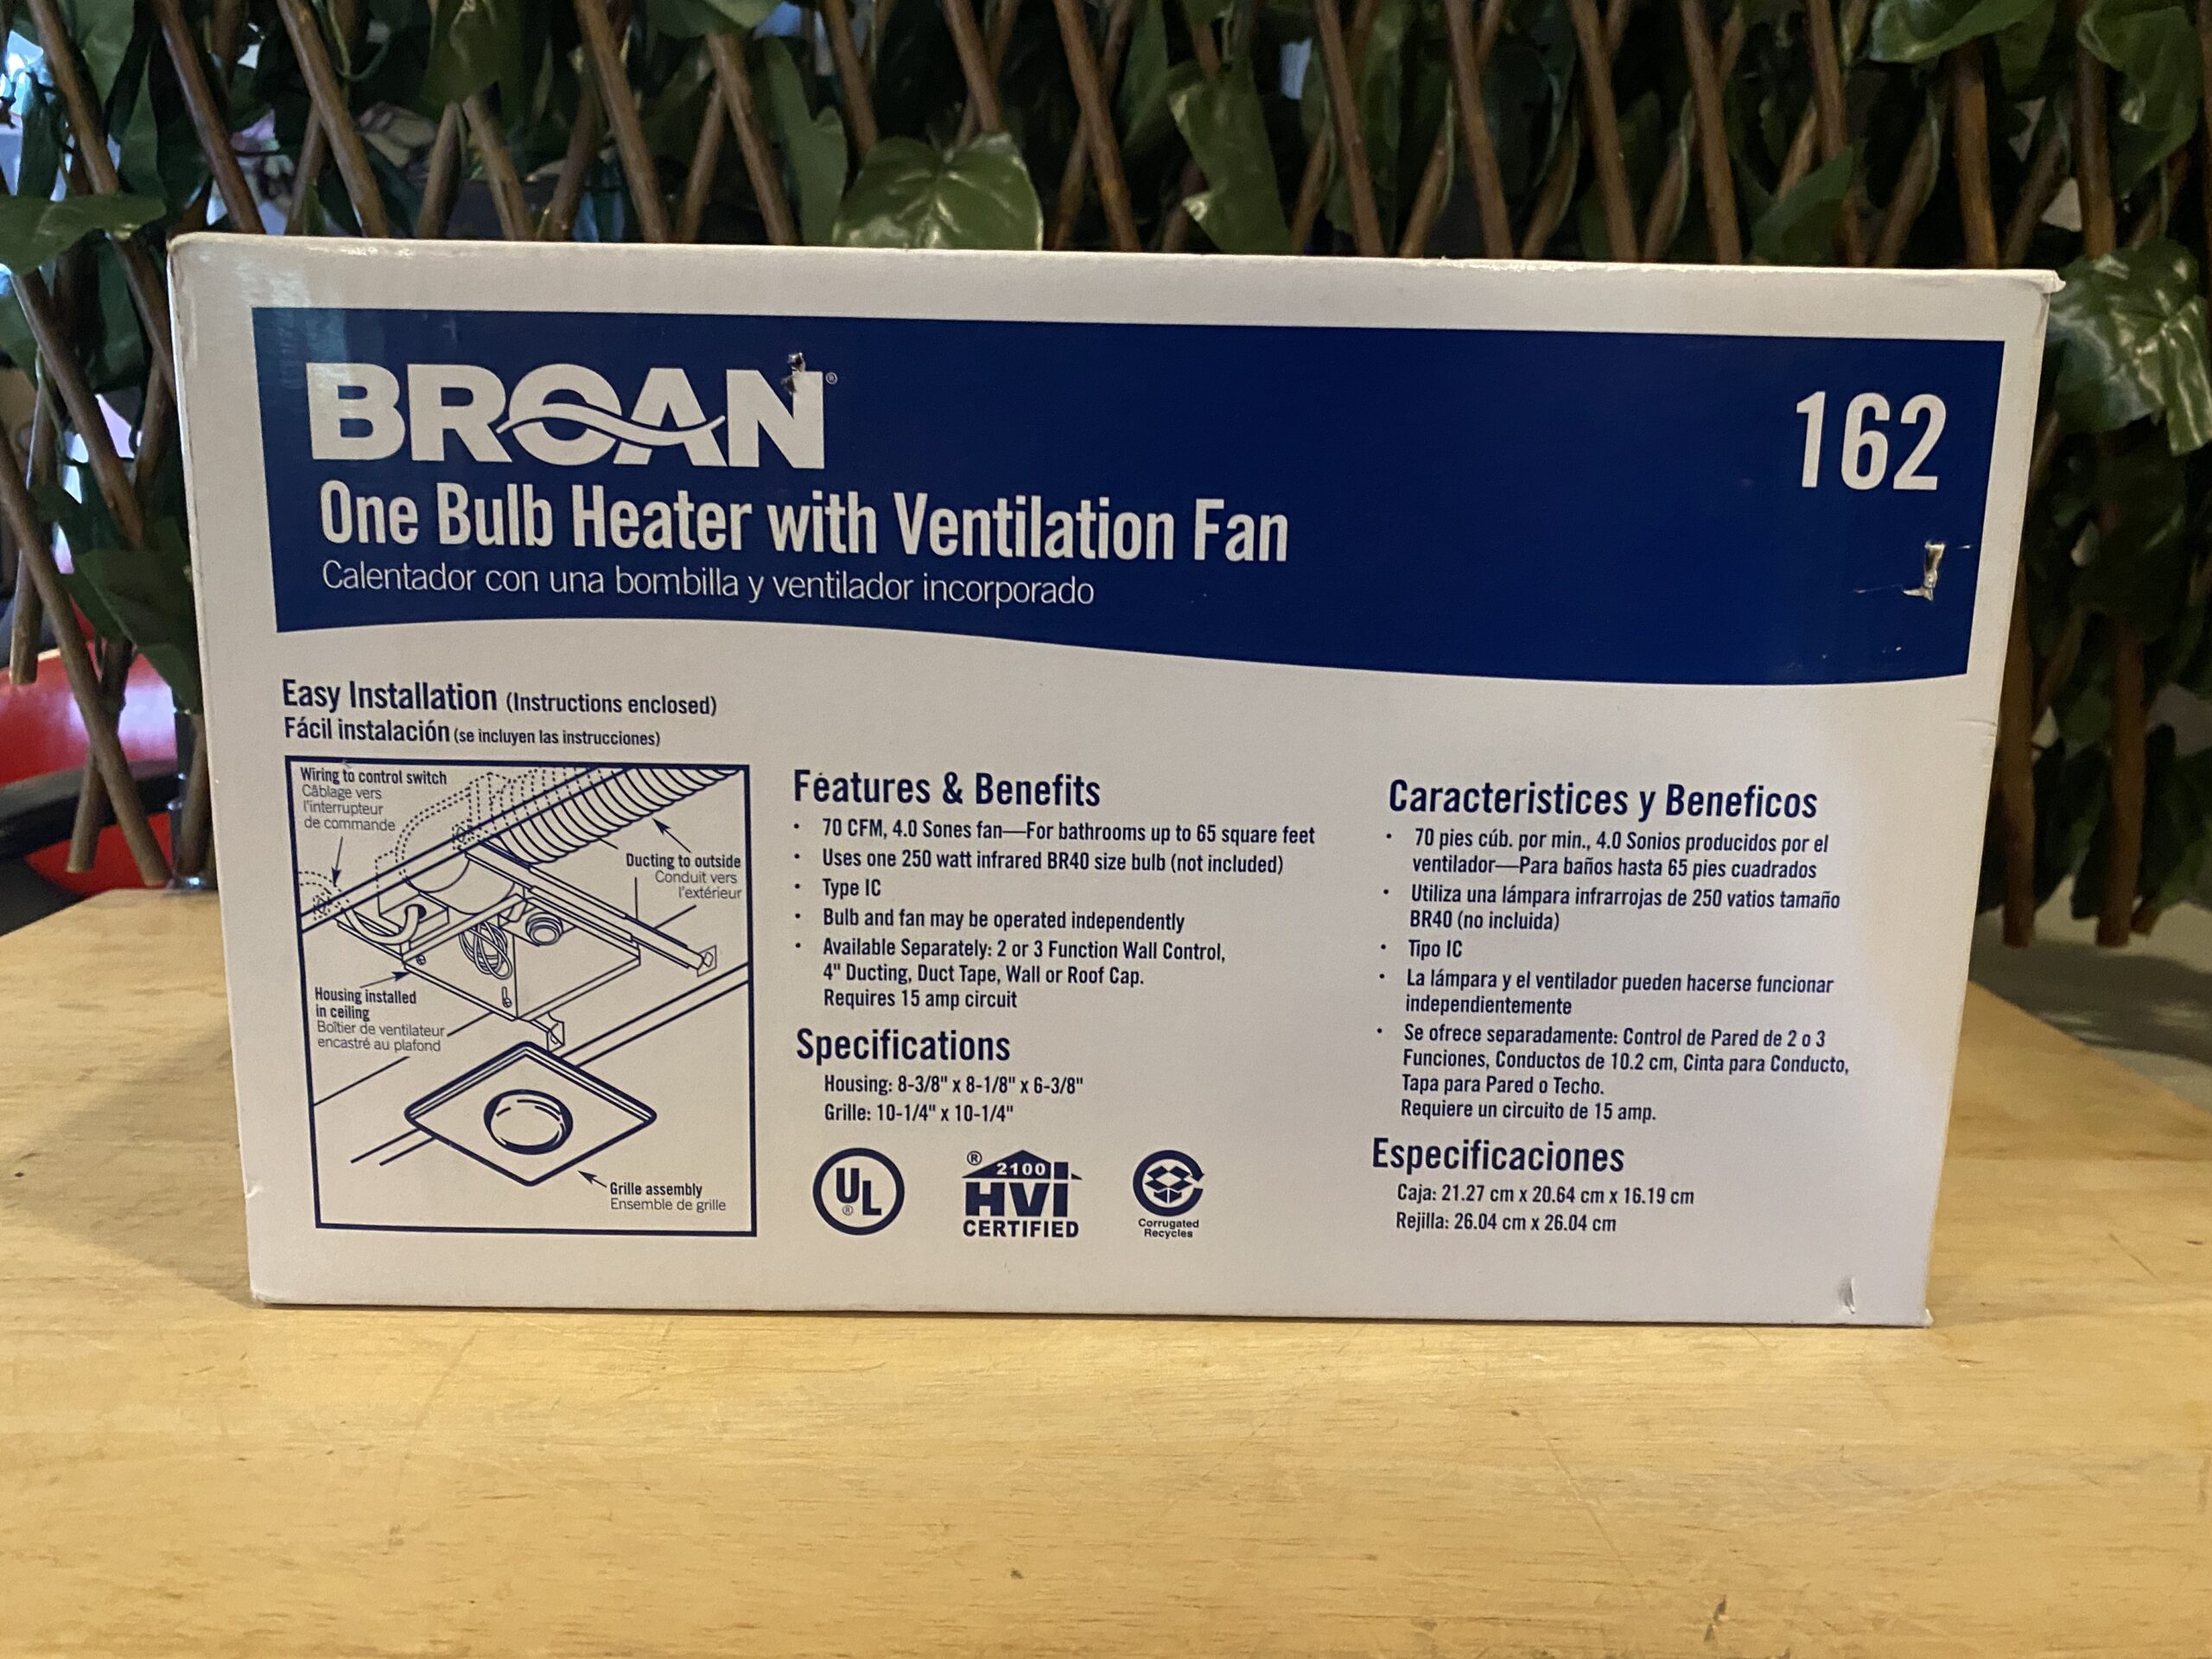 BROAN®
162
One Bulb Heater with Ventilation Fan
Calentador con una bombilla y ventilador incorporado
Easy Installation (Instructions enclosed)
Fácil instalación (se incluyen las instrucciones)
Wiring to control switch
Câblage vers
l'interrupteur
de commande
Ducting to outside
Conduit vers
l'extérieur
Housing installed
in ceiling
Boîtier de ventilateur
encastré au plafond
Grille assembly
Ensemble de grille
Features & Benefits
• 70 CFM, 4.0 Sones fan—For bathrooms up to 65 square feet
• Uses one 250 watt infrared BR40 size bulb (not included)
• Type IC
• Bulb and fan may be operated independently
• Available Separately: 2 or 3 Function Wall Control,
4" Ducting, Duct Tape, Wall or Roof Cap.
Requires 15 amp circuit
Specifications
Housing: 8-3/8" x 8-1/8" x 6-3/8"
Grille: 10-1/4" x 10-1/4"
UL ®
® 2100
HVI
CERTIFIED
Corrugated
Recycles
Caracteristices y Beneficos
• 70 pies cúb. por min., 4.0 Sonios producidos por el
ventilador—Para baños hasta 65 pies cuadrados
• Utiliza una lámpara infrarrojas de 250 vatios tamaño
BR40 (no incluida)
• Tipo IC
• La lámpara y el ventilador pueden hacerse funcionar
independientemente
• Se ofrece separadamente: Control de Pared de 2 o 3
Funciones, Conductos de 10.2 cm, Cinta para Conducto,
Tapa para Pared o Techo.
Requiere un circuito de 15 amp.
Especificaciones
Caja: 21.27 cm x 20.64 cm x 16.19 cm
Rejilla: 26.04 cm x 26.04 cm